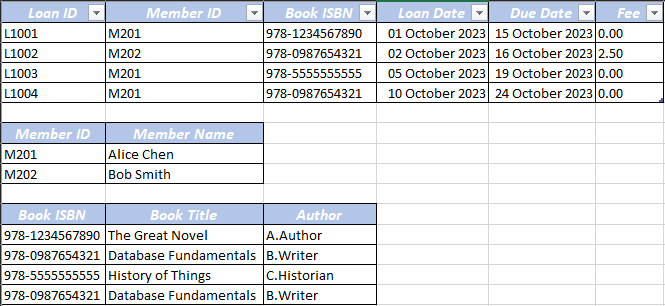 Loan ID Member ID Book ISBN Loan Date Due Date Fee
L1001 M201 978-1234567890 01 October 2023 15 October 2023 0.00
L1002 M202 978-0987654321 02 October 2023 16 October 2023 2.50
L1003 M201 978-5555555555 05 October 2023 19 October 2023 0.00
L1004 M201 978-0987654321 10 October 2023 24 October 2023 0.00
Member ID Member Name
M201 Alice Chen
M202 Bob Smith
Book ISBN Book Title Author
978-1234567890 The Great Novel A.Author
978-0987654321 Database Fundamentals B.Writer
978-5555555555 History of Things C.Historian
978-0987654321 Database Fundamentals B.Writer